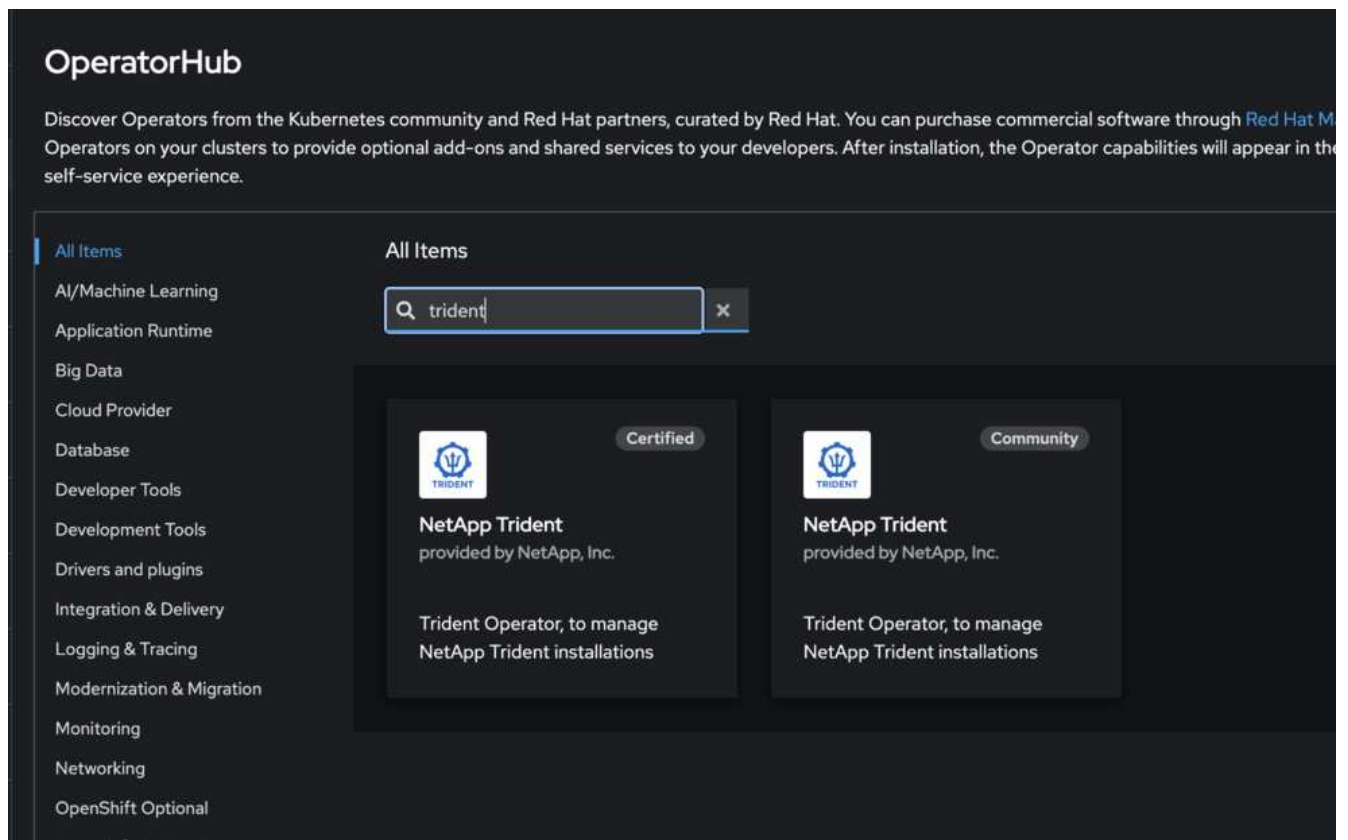 OperatorHub
Discover Operators from the Kubernetes community and Red Hat partners, curated by Red Hat. You can purchase commercial software through Red Hat M
Operators on your clusters to provide optional add-ons and shared services to your developers. After installation, the Operator capabilities will appear in the
self-service experience.
All Items
AI/Machine Learning
Application Runtime
Big Data
Cloud Provider
Database
Developer Tools
Development Tools
Drivers and plugins
Integration & Delivery
Logging & Tracing
Modernization & Migration
Monitoring
Networking
OpenShift Optional
All Items
trident
Certified
TRIDENT
NetApp Trident
provided by NetApp, Inc.
Trident Operator, to manage
NetApp Trident installations
Community
TRIDENT
NetApp Trident
provided by NetApp, Inc.
Trident Operator, to manage
NetApp Trident installations